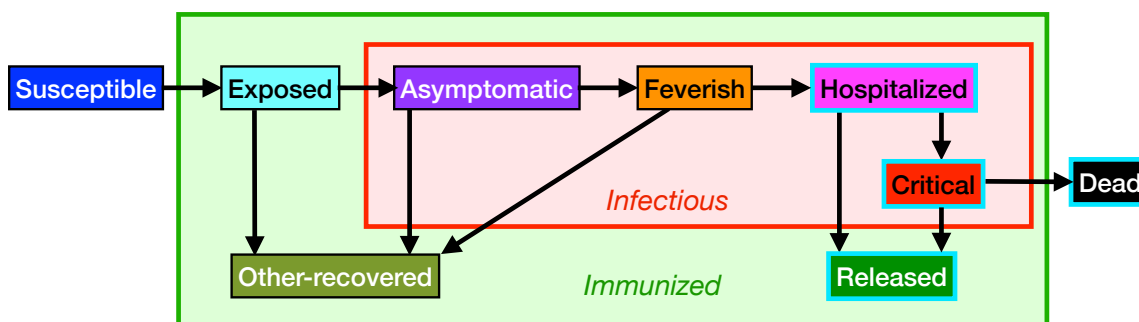 Susceptible
Exposed
Asymptomatic
Feverish
Hospitalized
Critical
Dead
Infectious
Other-recovered
Immunized
Released